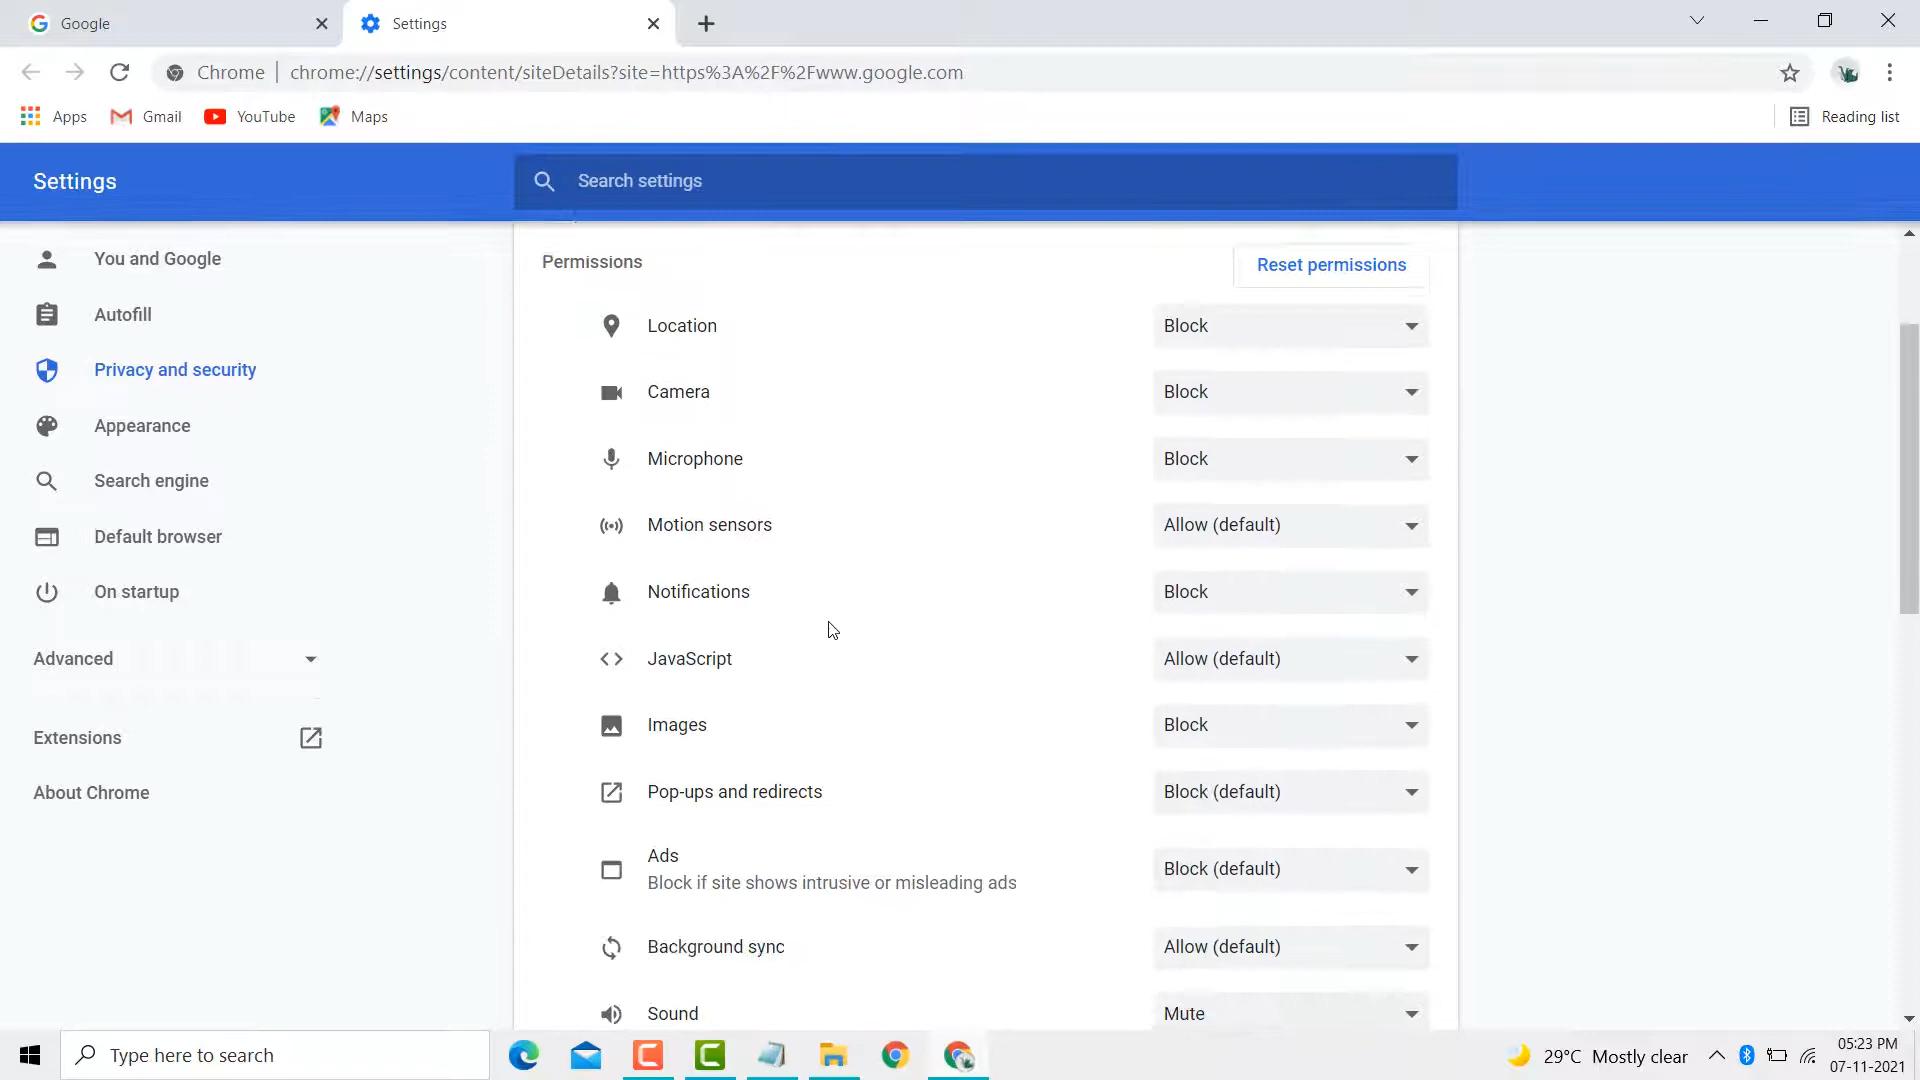 Google
Settings
Chrome | chrome://settings/content/siteDetails?site=https%3A%2F%2Fwww.google.com
Apps
Gmail
YouTube
Maps
Reading list
Settings
Search settings
You and Google
Autofill
Privacy and security
Appearance
Search engine
Default browser
On startup
Advanced
Extensions
About Chrome
Permissions
Reset permissions
Location
Block
Camera
Block
Microphone
Block
Motion sensors
Allow (default)
Notifications
Block
JavaScript
Allow (default)
Images
Block
Pop-ups and redirects
Block (default)
Ads
Block if site shows intrusive or misleading ads
Block (default)
Background sync
Allow (default)
Sound
Mute
Type here to search
29°C Mostly clear
05:23 PM
07-11-2021